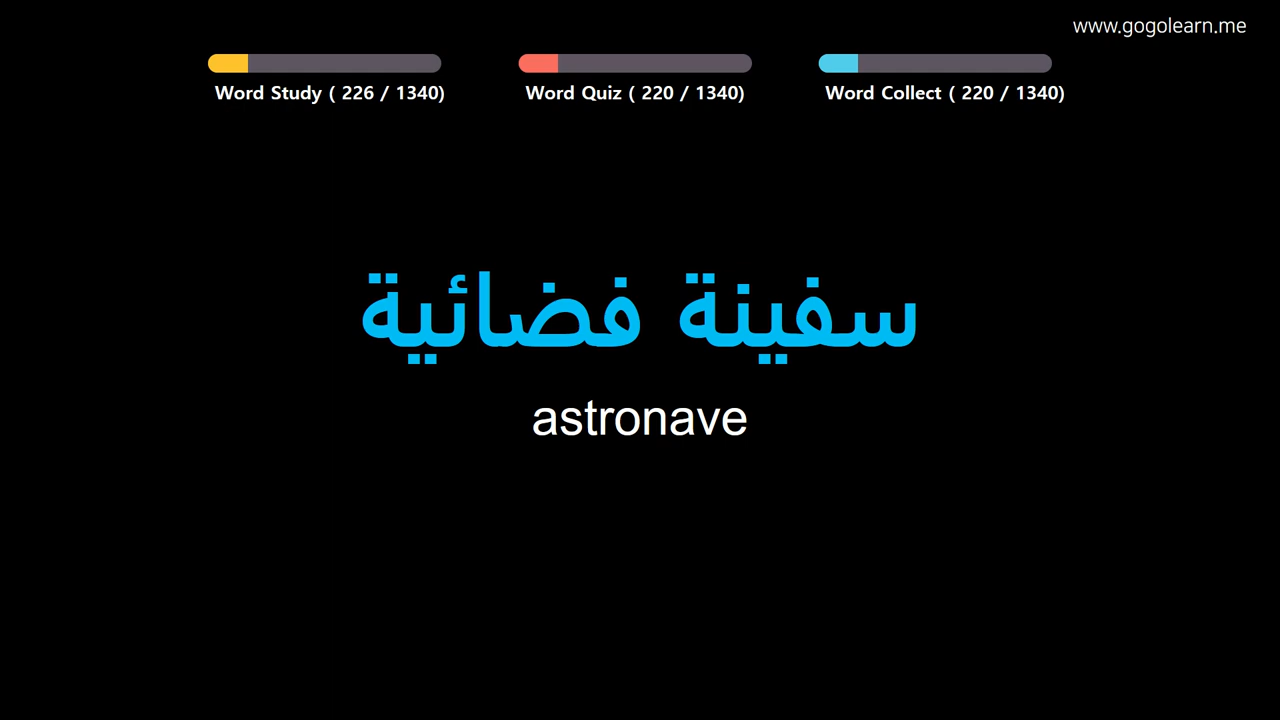 www.gogolearn.me
Word Study ( 226 / 1340)
Word Quiz ( 220 / 1340)
Word Collect ( 220 / 1340)
سفينة فضائية
astronave